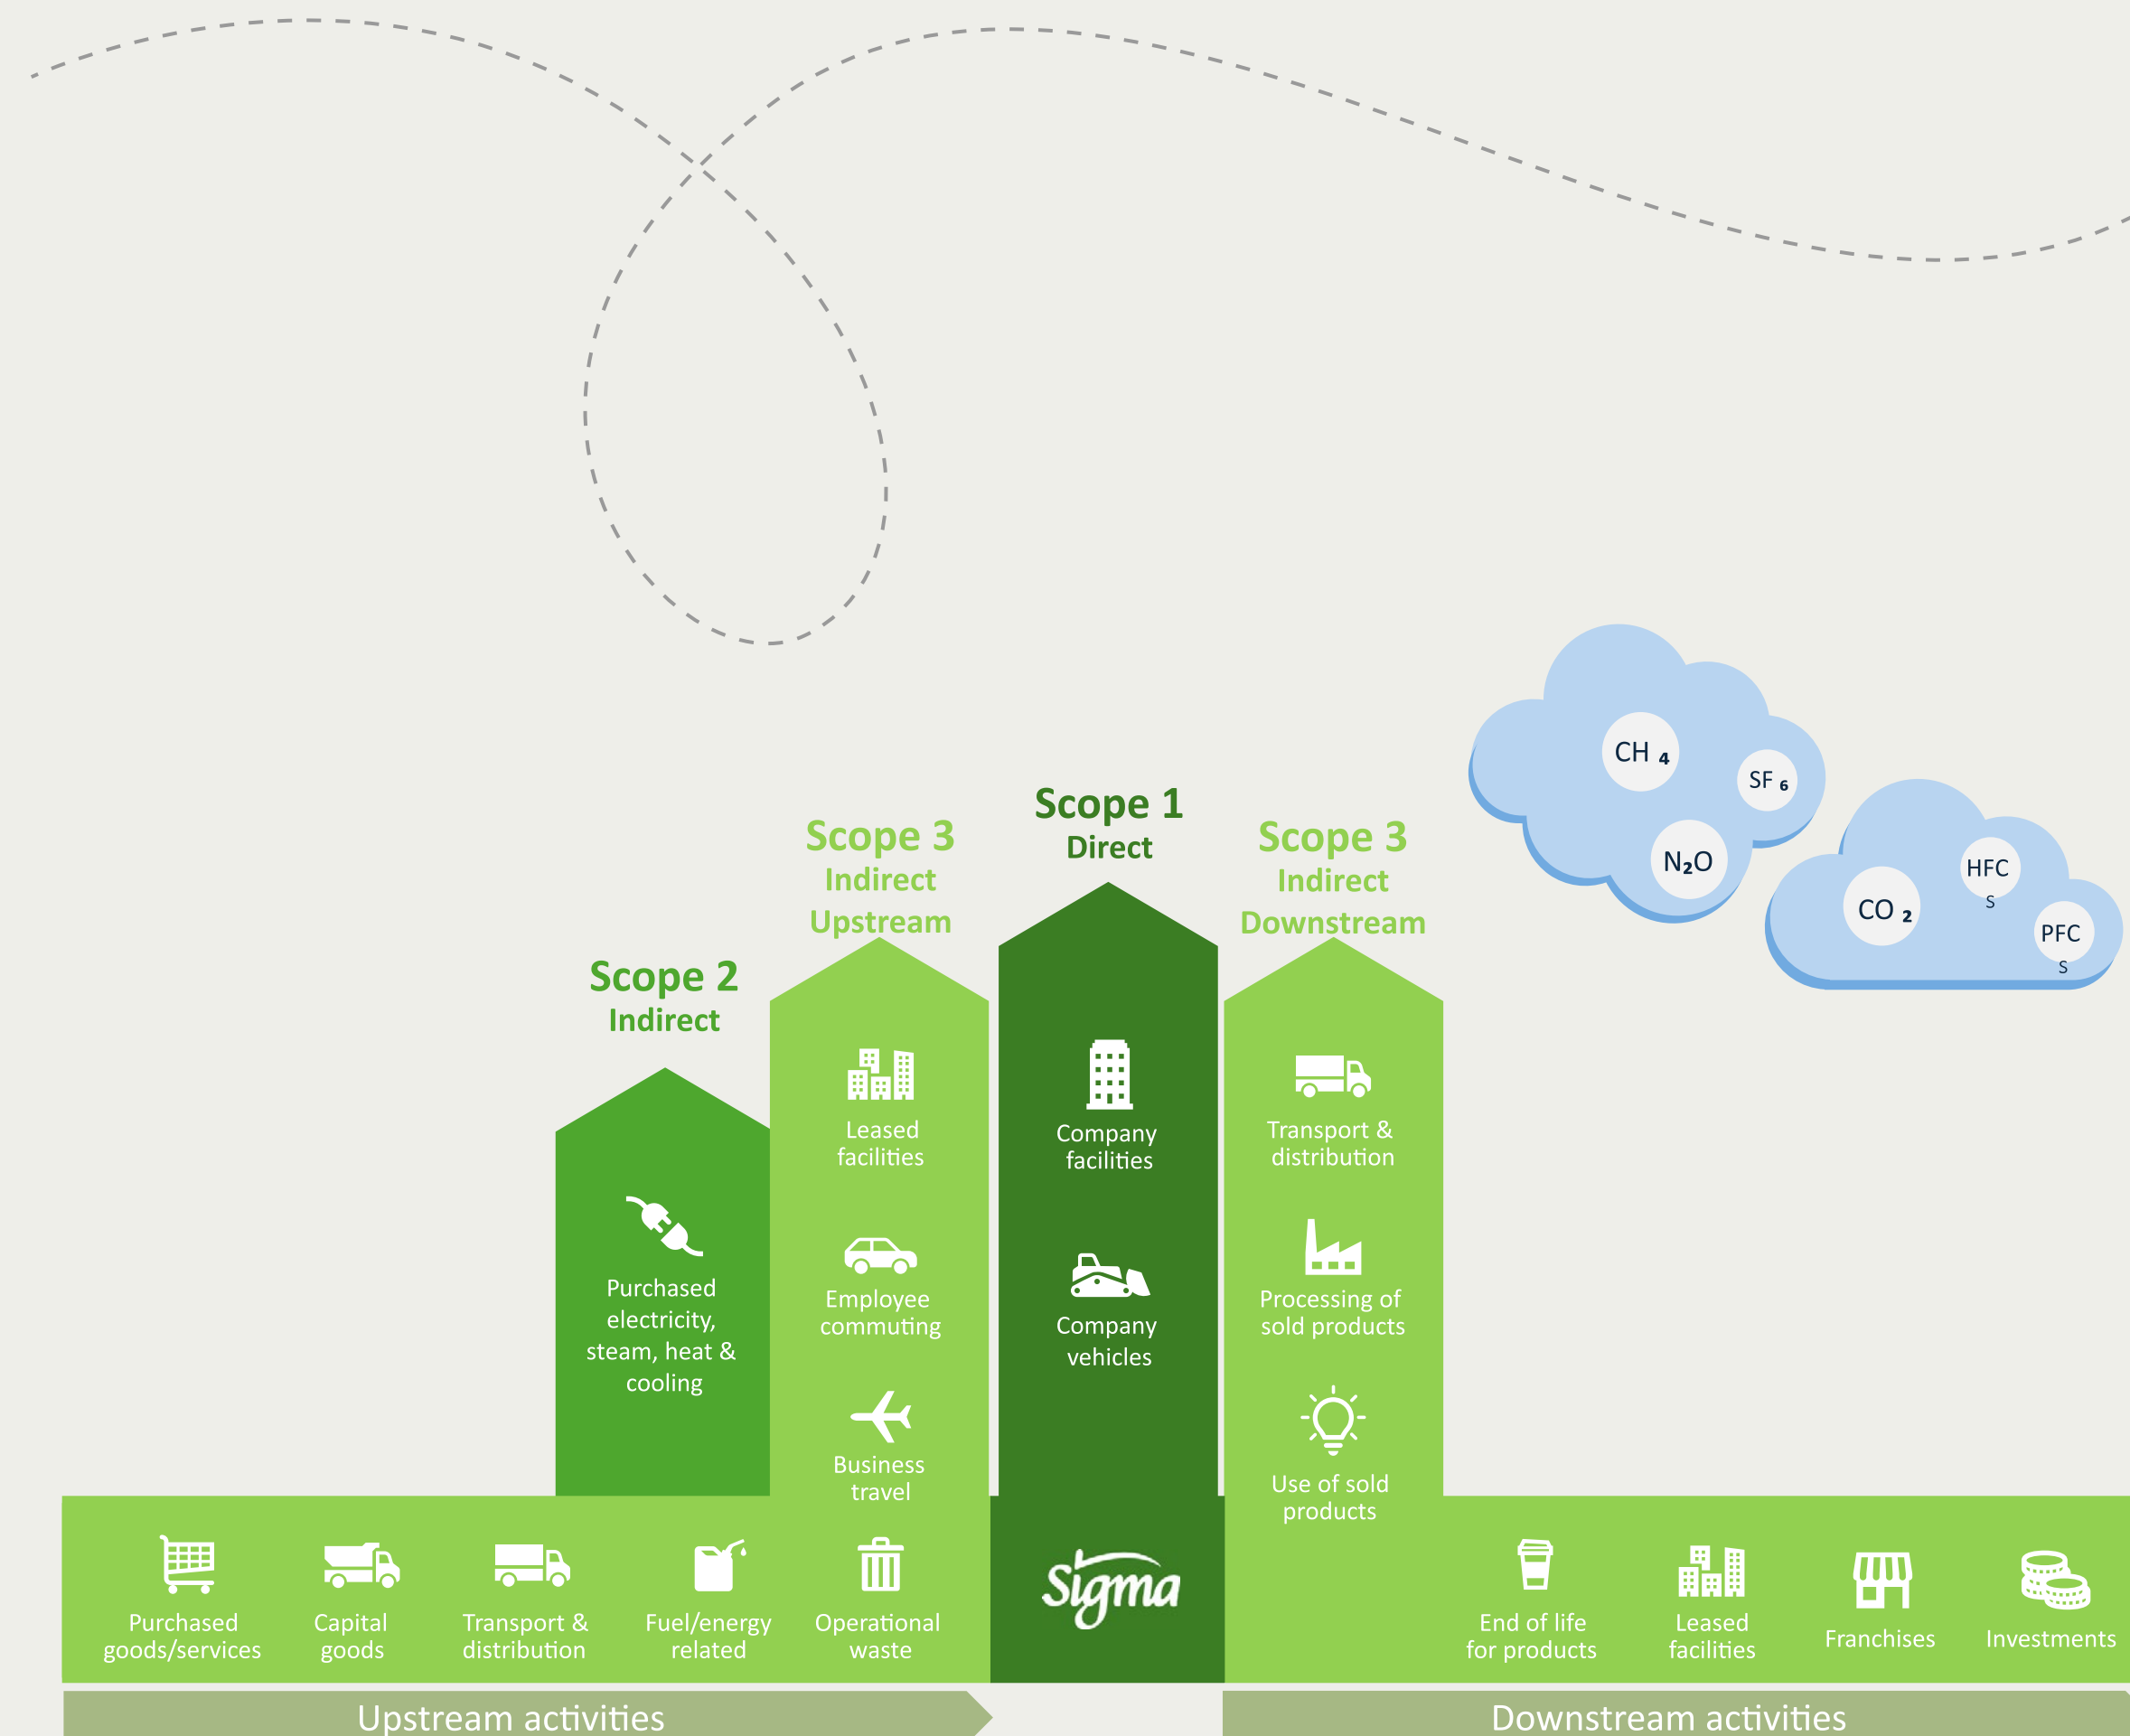 CH 4
SF 6
N₂O
HFC
s
CO 2
PFC
s
Scope 1
Direct
Scope 3
Indirect
Upstream
Scope 3
Indirect
Downstream
Scope 2
Indirect
Purchased
electricity,
steam, heat &
cooling
Leased
facilities
Employee
commuting
Business
travel
Company
facilities
Company
vehicles
Transport &
distribution
Processing of
sold products
Use of sold
products
Purchased
goods/services
Capital
goods
Transport &
distribution
Fuel/energy
related
Operational
waste
Sigma
End of life
for products
Leased
facilities
Franchises
Investments
Upstream activities
Downstream activities